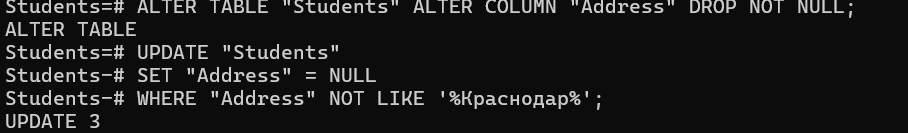 Students=# ALTER TABLE "Students" ALTER COLUMN "Address" DROP NOT NULL;
ALTER TABLE
Students=# UPDATE "Students"
Students-# SET "Address" = NULL
Students-# WHERE "Address" NOT LIKE '%Краснодар%';
UPDATE 3